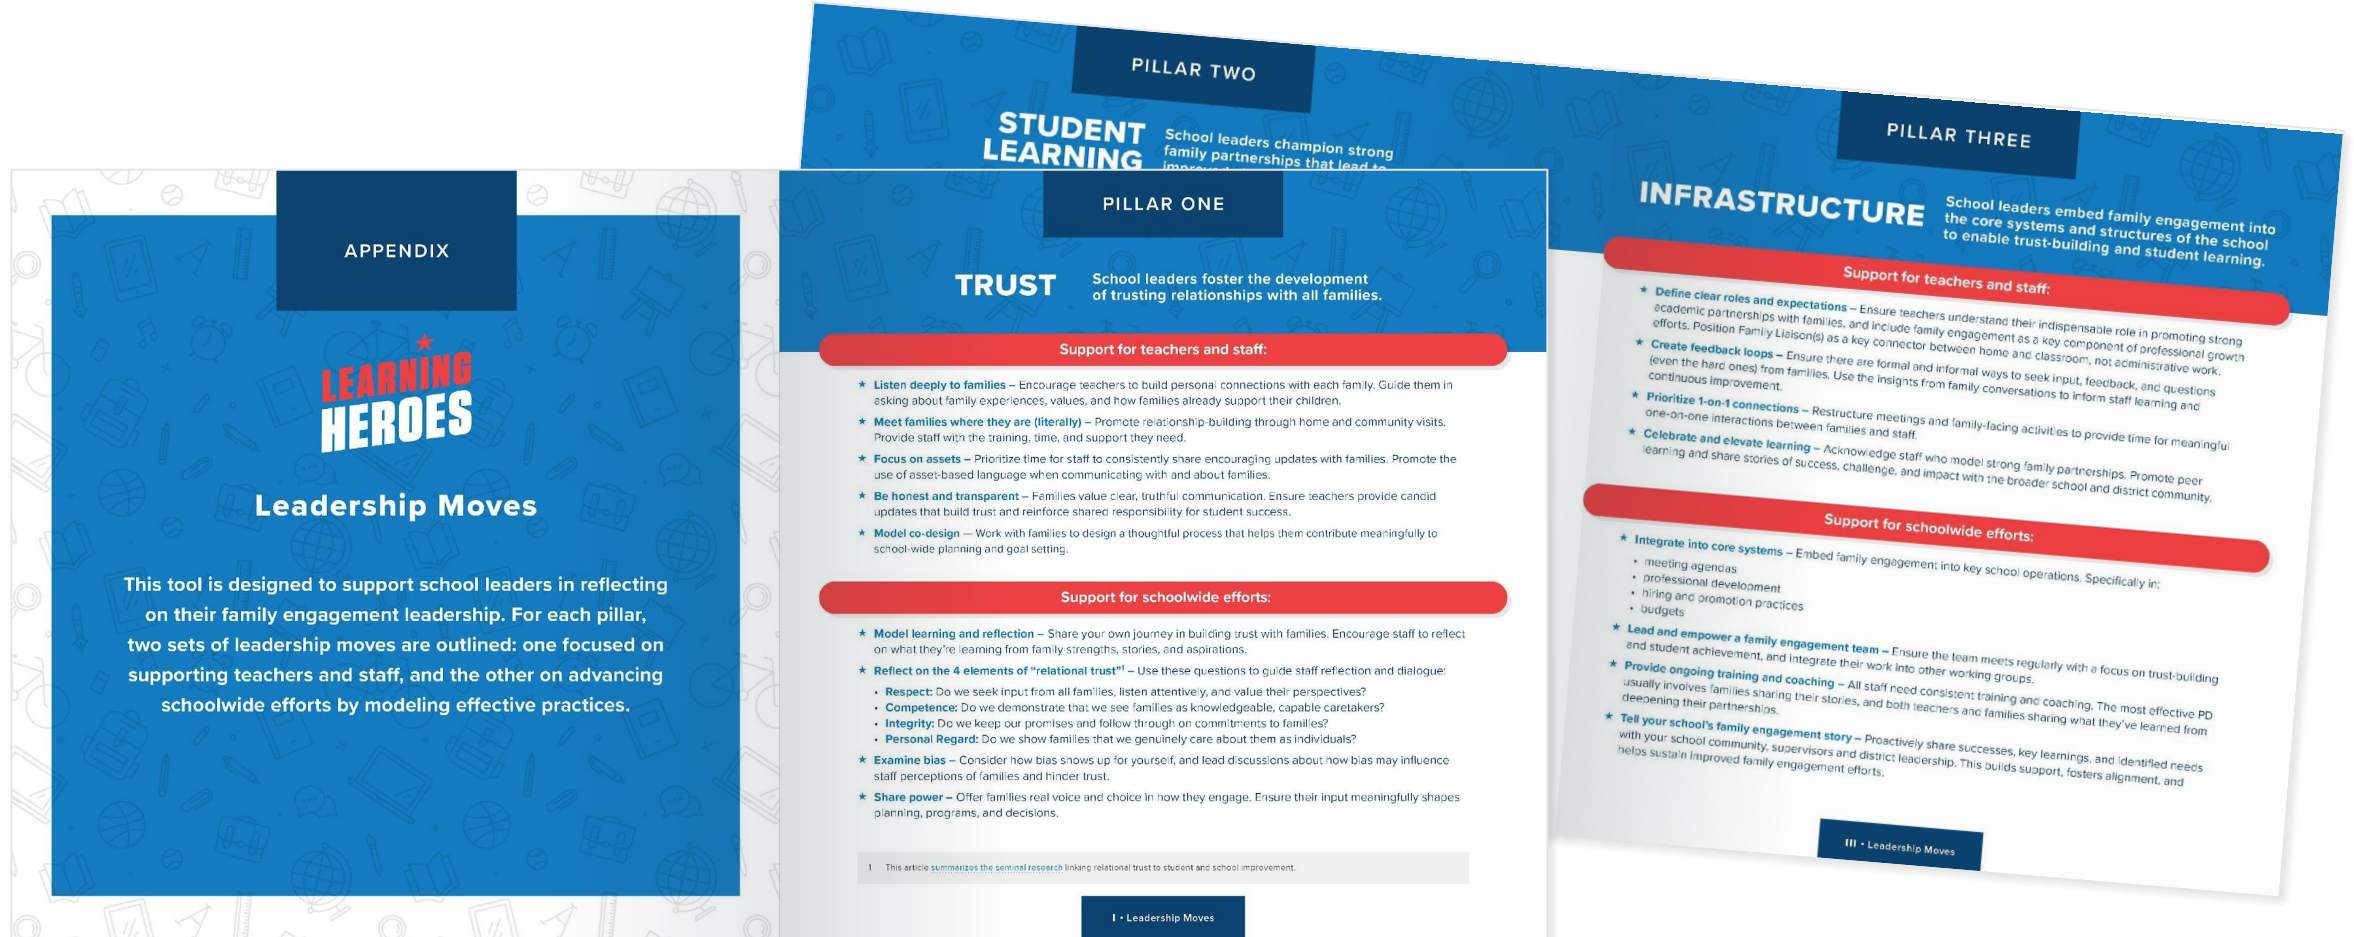 APPENDIX
LEARNING
HEROES
Leadership Moves
This tool is designed to support school leaders in reflecting
on their family engagement leadership. For each pillar,
two sets of leadership moves are outlined: one focused on
supporting teachers and staff, and the other on advancing
schoolwide efforts by modeling effective practices.
PILLAR ONE
TRUST
School leaders foster the development
of trusting relationships with all families.
Support for teachers and staff:
★ Listen deeply to families – Encourage teachers to build personal connections with each family. Guide them in
asking about family experiences, values, and how families already support their children.
★ Meet families where they are (literally) – Promote relationship-building through home and community visits.
Provide staff with the training, time, and support they need.
★ Focus on assets – Prioritize time for staff to consistently share encouraging updates with families. Promote the
use of asset-based language when communicating with and about families.
★ Be honest and transparent – Families value clear, truthful communication. Ensure teachers provide candid
updates that build trust and reinforce shared responsibility for student success.
★ Model co-design — Work with families to design a thoughtful process that helps them contribute meaningfully to
school-wide planning and goal setting.
Support for schoolwide efforts:
★ Model learning and reflection – Share your own journey in building trust with families. Encourage staff to reflect
on what they're learning from family strengths, stories, and aspirations.
★ Reflect on the 4 elements of "relational trust"¹ – Use these questions to guide staff reflection and dialogue:
• Respect: Do we seek input from all families, listen attentively, and value their perspectives?
• Competence: Do we demonstrate that we see families as knowledgeable, capable caretakers?
• Integrity: Do we keep our promises and follow through on commitments to families?
• Personal Regard: Do we show families that we genuinely care about them as individuals?
★ Examine bias – Consider how bias shows up for yourself, and lead discussions about how bias may influence
staff perceptions of families and hinder trust.
★ Share power – Offer families real voice and choice in how they engage. Ensure their input meaningfully shapes
planning, programs, and decisions.
1 This article summarizes the seminal research linking relational trust to student and school improvement.
I • Leadership Moves
PILLAR TWO
STUDENT
LEARNING
School leaders champion strong
family partnerships that lead to
PILLAR THREE
INFRASTRUCTURE
School leaders embed family engagement into
the core systems and structures of the school
to enable trust-building and student learning.
Support for teachers and staff:
★ Define clear roles and expectations – Ensure teachers understand their indispensable role in promoting strong
academic partnerships with families, and include family engagement as a key component of professional growth
efforts. Position Family Liaison(s) as a key connector between home and classroom, not administrative work.
★ Create feedback loops – Ensure there are formal and informal ways to seek input, feedback, and questions
(even the hard ones) from families. Use the insights from family conversations to inform staff learning and
continuous improvement.
★ Prioritize 1-on-1 connections – Restructure meetings and family-facing activities to provide time for meaningful
one-on-one interactions between families and staff.
★ Celebrate and elevate learning – Acknowledge staff who model strong family partnerships. Promote peer
learning and share stories of success, challenge, and impact with the broader school and district community.
Support for schoolwide efforts:
★ Integrate into core systems – Embed family engagement into key school operations. Specifically in:
• meeting agendas
• professional development
• hiring and promotion practices
• budgets
★ Lead and empower a family engagement team – Ensure the team meets regularly with a focus on trust-building
and student achievement, and integrate their work into other working groups.
★ Provide ongoing training and coaching – All staff need consistent training and coaching. The most effective PD
usually involves families sharing their stories, and both teachers and families sharing what they've learned from
deepening their partnerships.
★ Tell your school's family engagement story – Proactively share successes, key learnings, and identified needs
with your school community, supervisors and district leadership. This builds support, fosters alignment, and
helps sustain improved family engagement efforts.
III • Leadership Moves